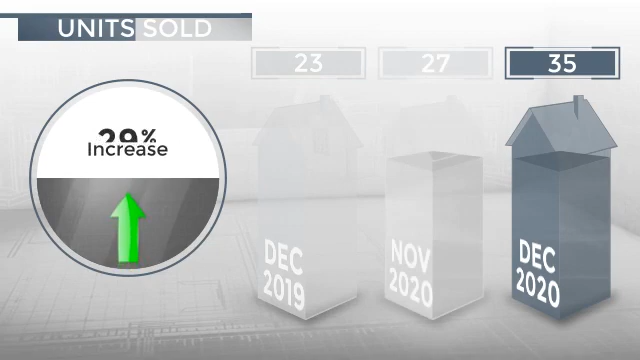 UNITS SOLD
23
27
35
Increase
DEC
2019
NOV
2020
DEC
2020